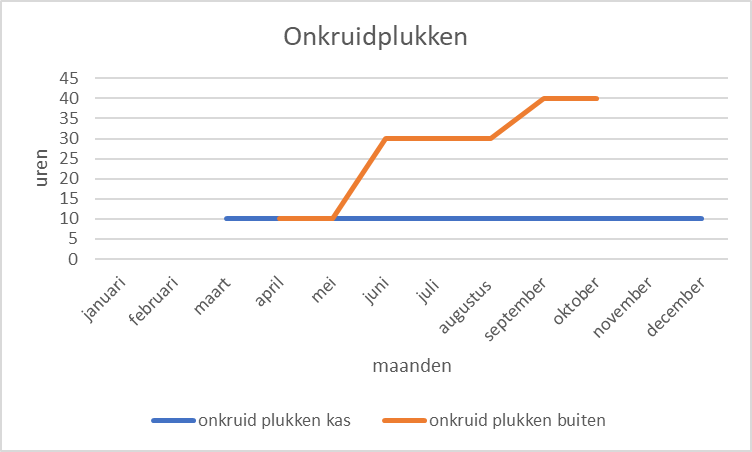 Onkruidplukken
uren
45
40
35
30
25
20
15
10
5
0
januari
februari
maart
april
mei
juni
juli
augustus
september
oktober
november
december
maanden
onkruid plukken kas
onkruid plukken buiten